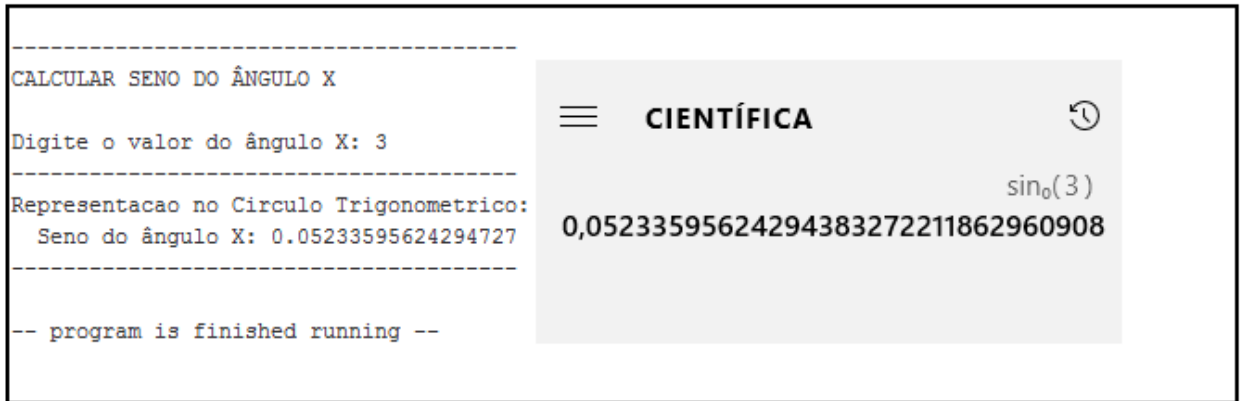 ---------------------------------------
CALCULAR SENO DO ÂNGULO X
Digite o valor do ângulo X: 3
---------------------------------------
Representacao no Circulo Trigonometrico:
Seno do ângulo X: 0.05233595624294727
---------------------------------------
-- program is finished running --
CIENTÍFICA
sin₀(3)
0,05233595624294383272211862960908